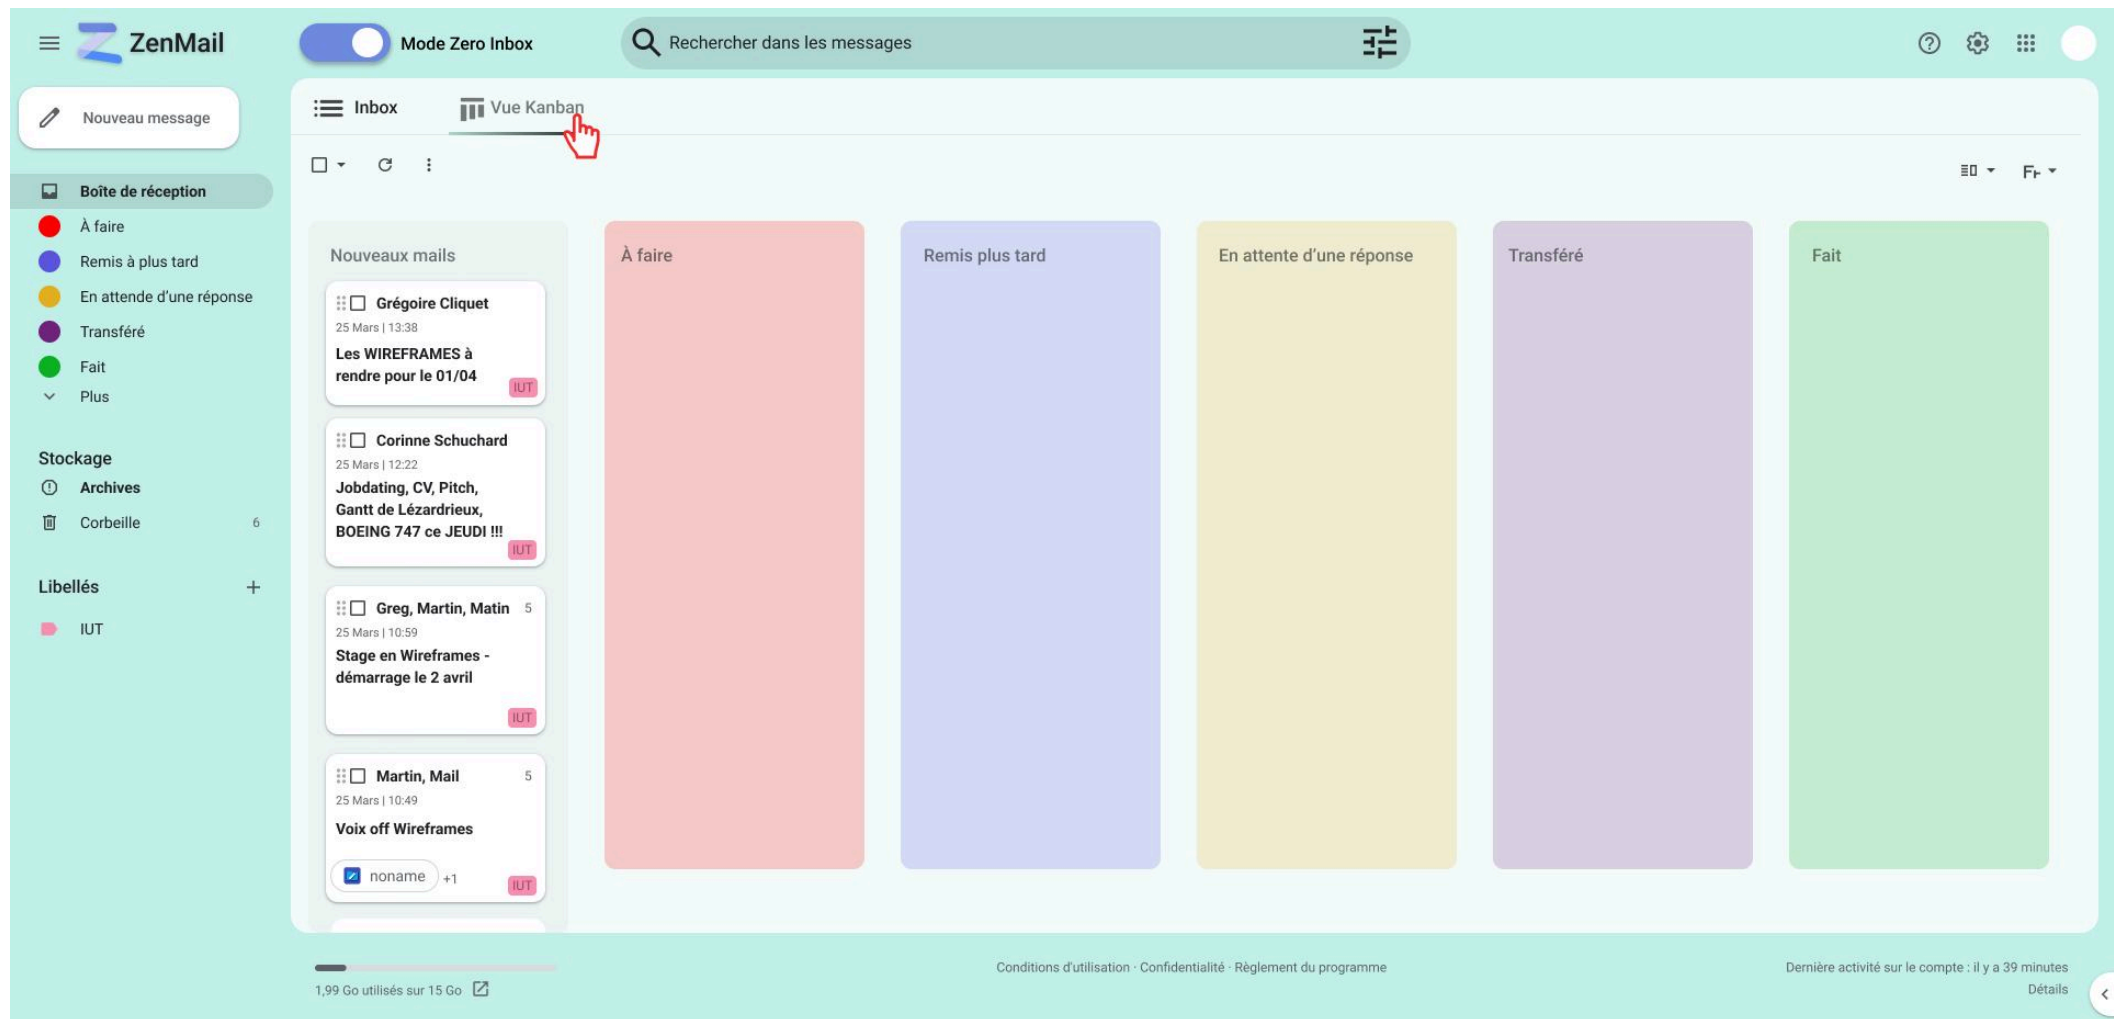 ZenMail
Mode Zero Inbox
Rechercher dans les messages
Nouveau message
Inbox
Vue Kanban
Boîte de réception
À faire
Remis à plus tard
En attende d'une réponse
Transféré
Fait
Plus
Stockage
Archives
Corbeille 6
Libellés +
IUT
Nouveaux mails
Grégoire Cliquet
25 Mars | 13:38
Les WIREFRAMES à
rendre pour le 01/04
IUT
Corinne Schuchard
25 Mars | 12:22
Jobdating, CV, Pitch,
Gantt de Lézardrieux,
BOEING 747 ce JEUDI !!!
IUT
Greg, Martin, Matin 5
25 Mars | 10:59
Stage en Wireframes -
démarrage le 2 avril
IUT
Martin, Mail 5
25 Mars | 10:49
Voix off Wireframes
noname +1
IUT
À faire
Remis plus tard
En attente d'une réponse
Transféré
Fait
Fr
1,99 Go utilisés sur 15 Go
Conditions d'utilisation · Confidentialité · Règlement du programme
Dernière activité sur le compte : il y a 39 minutes
Détails